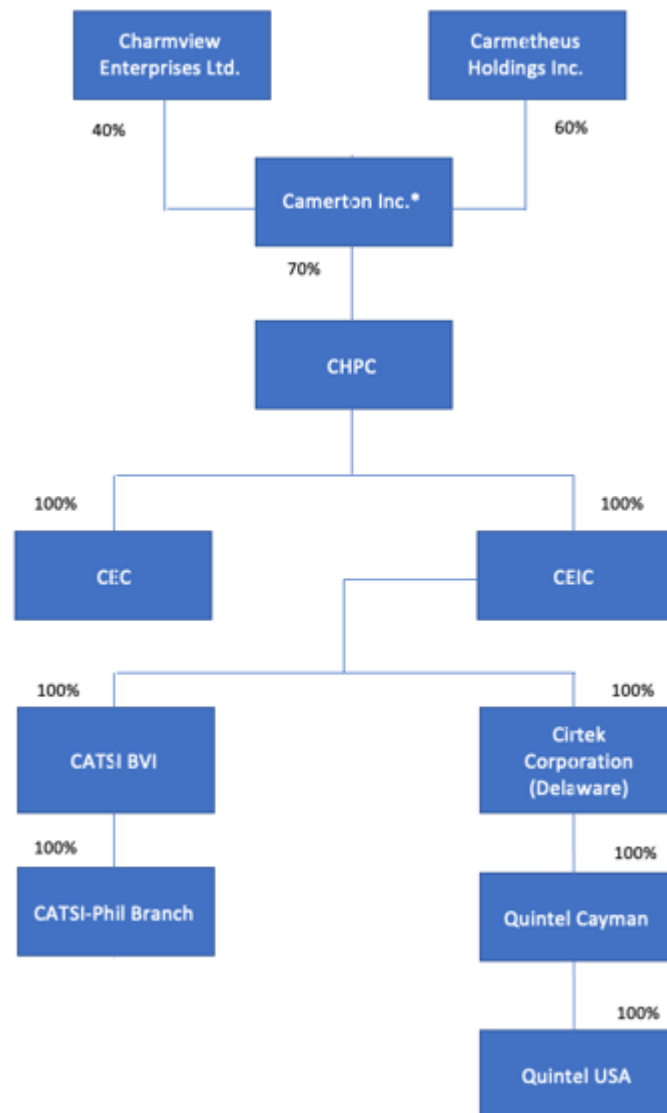 Charmview
Enterprises Ltd.
Carmetheus
Holdings Inc.
40%
60%
Camerton Inc.*
70%
CHPC
100%
100%
CEC
CEIC
100%
100%
CATSI BVI
Cirtek
Corporation
(Delaware)
100%
100%
CATSI-Phil Branch
Quintel Cayman
100%
Quintel USA